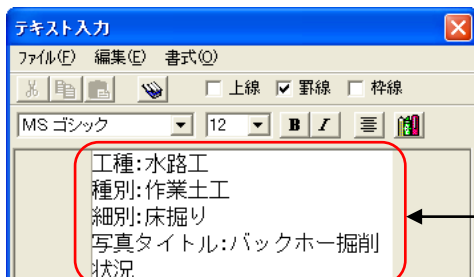 テキスト入力
ファイル(F) 編集(E) 書式(O)
上線 罫線 枠線
MS ゴシック 12 B I
工種:水路工
種別:作業土工
細別:床掘り
写真タイトル:バックホー掘削
状況